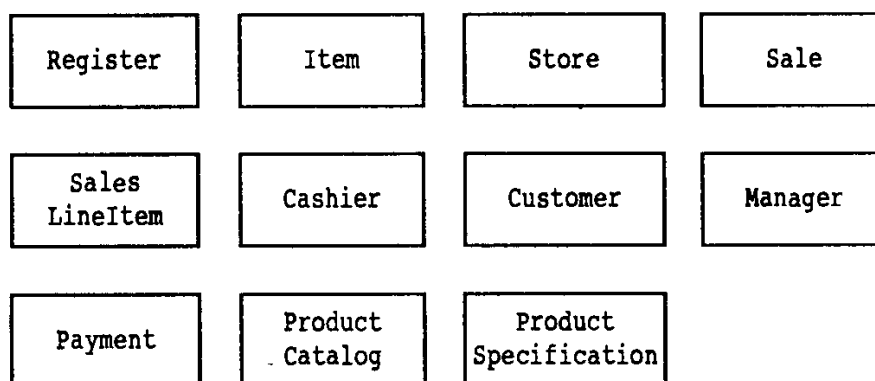 Register
Item
Store
Sale
Sales
LineItem
Cashier
Customer
Manager
Payment
Product
Catalog
Product
Specification